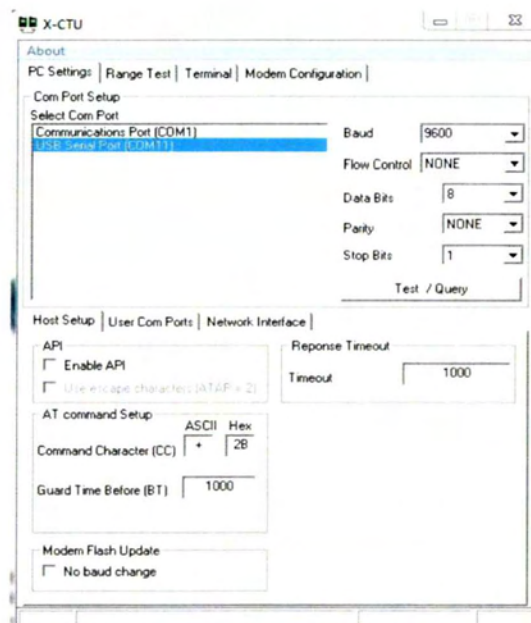 X-CTU
About
PC Settings Range Test Terminal Modem Configuration
Com Port Setup
Select Com Port
Communications Port (COM1)
USB Serial Port (COM11)
Baud 9600
Flow Control NONE
Data Bits 8
Parity NONE
Stop Bits 1
Test / Query
Host Setup User Com Ports Network Interface
API
Enable API
Use escape characters (ATAP = 2)
Reponse Timeout
Timeout 1000
AT command Setup
ASCII Hex
Command Character (CC) + 2B
Guard Time Before (BT) 1000
Modem Flash Update
No baud change